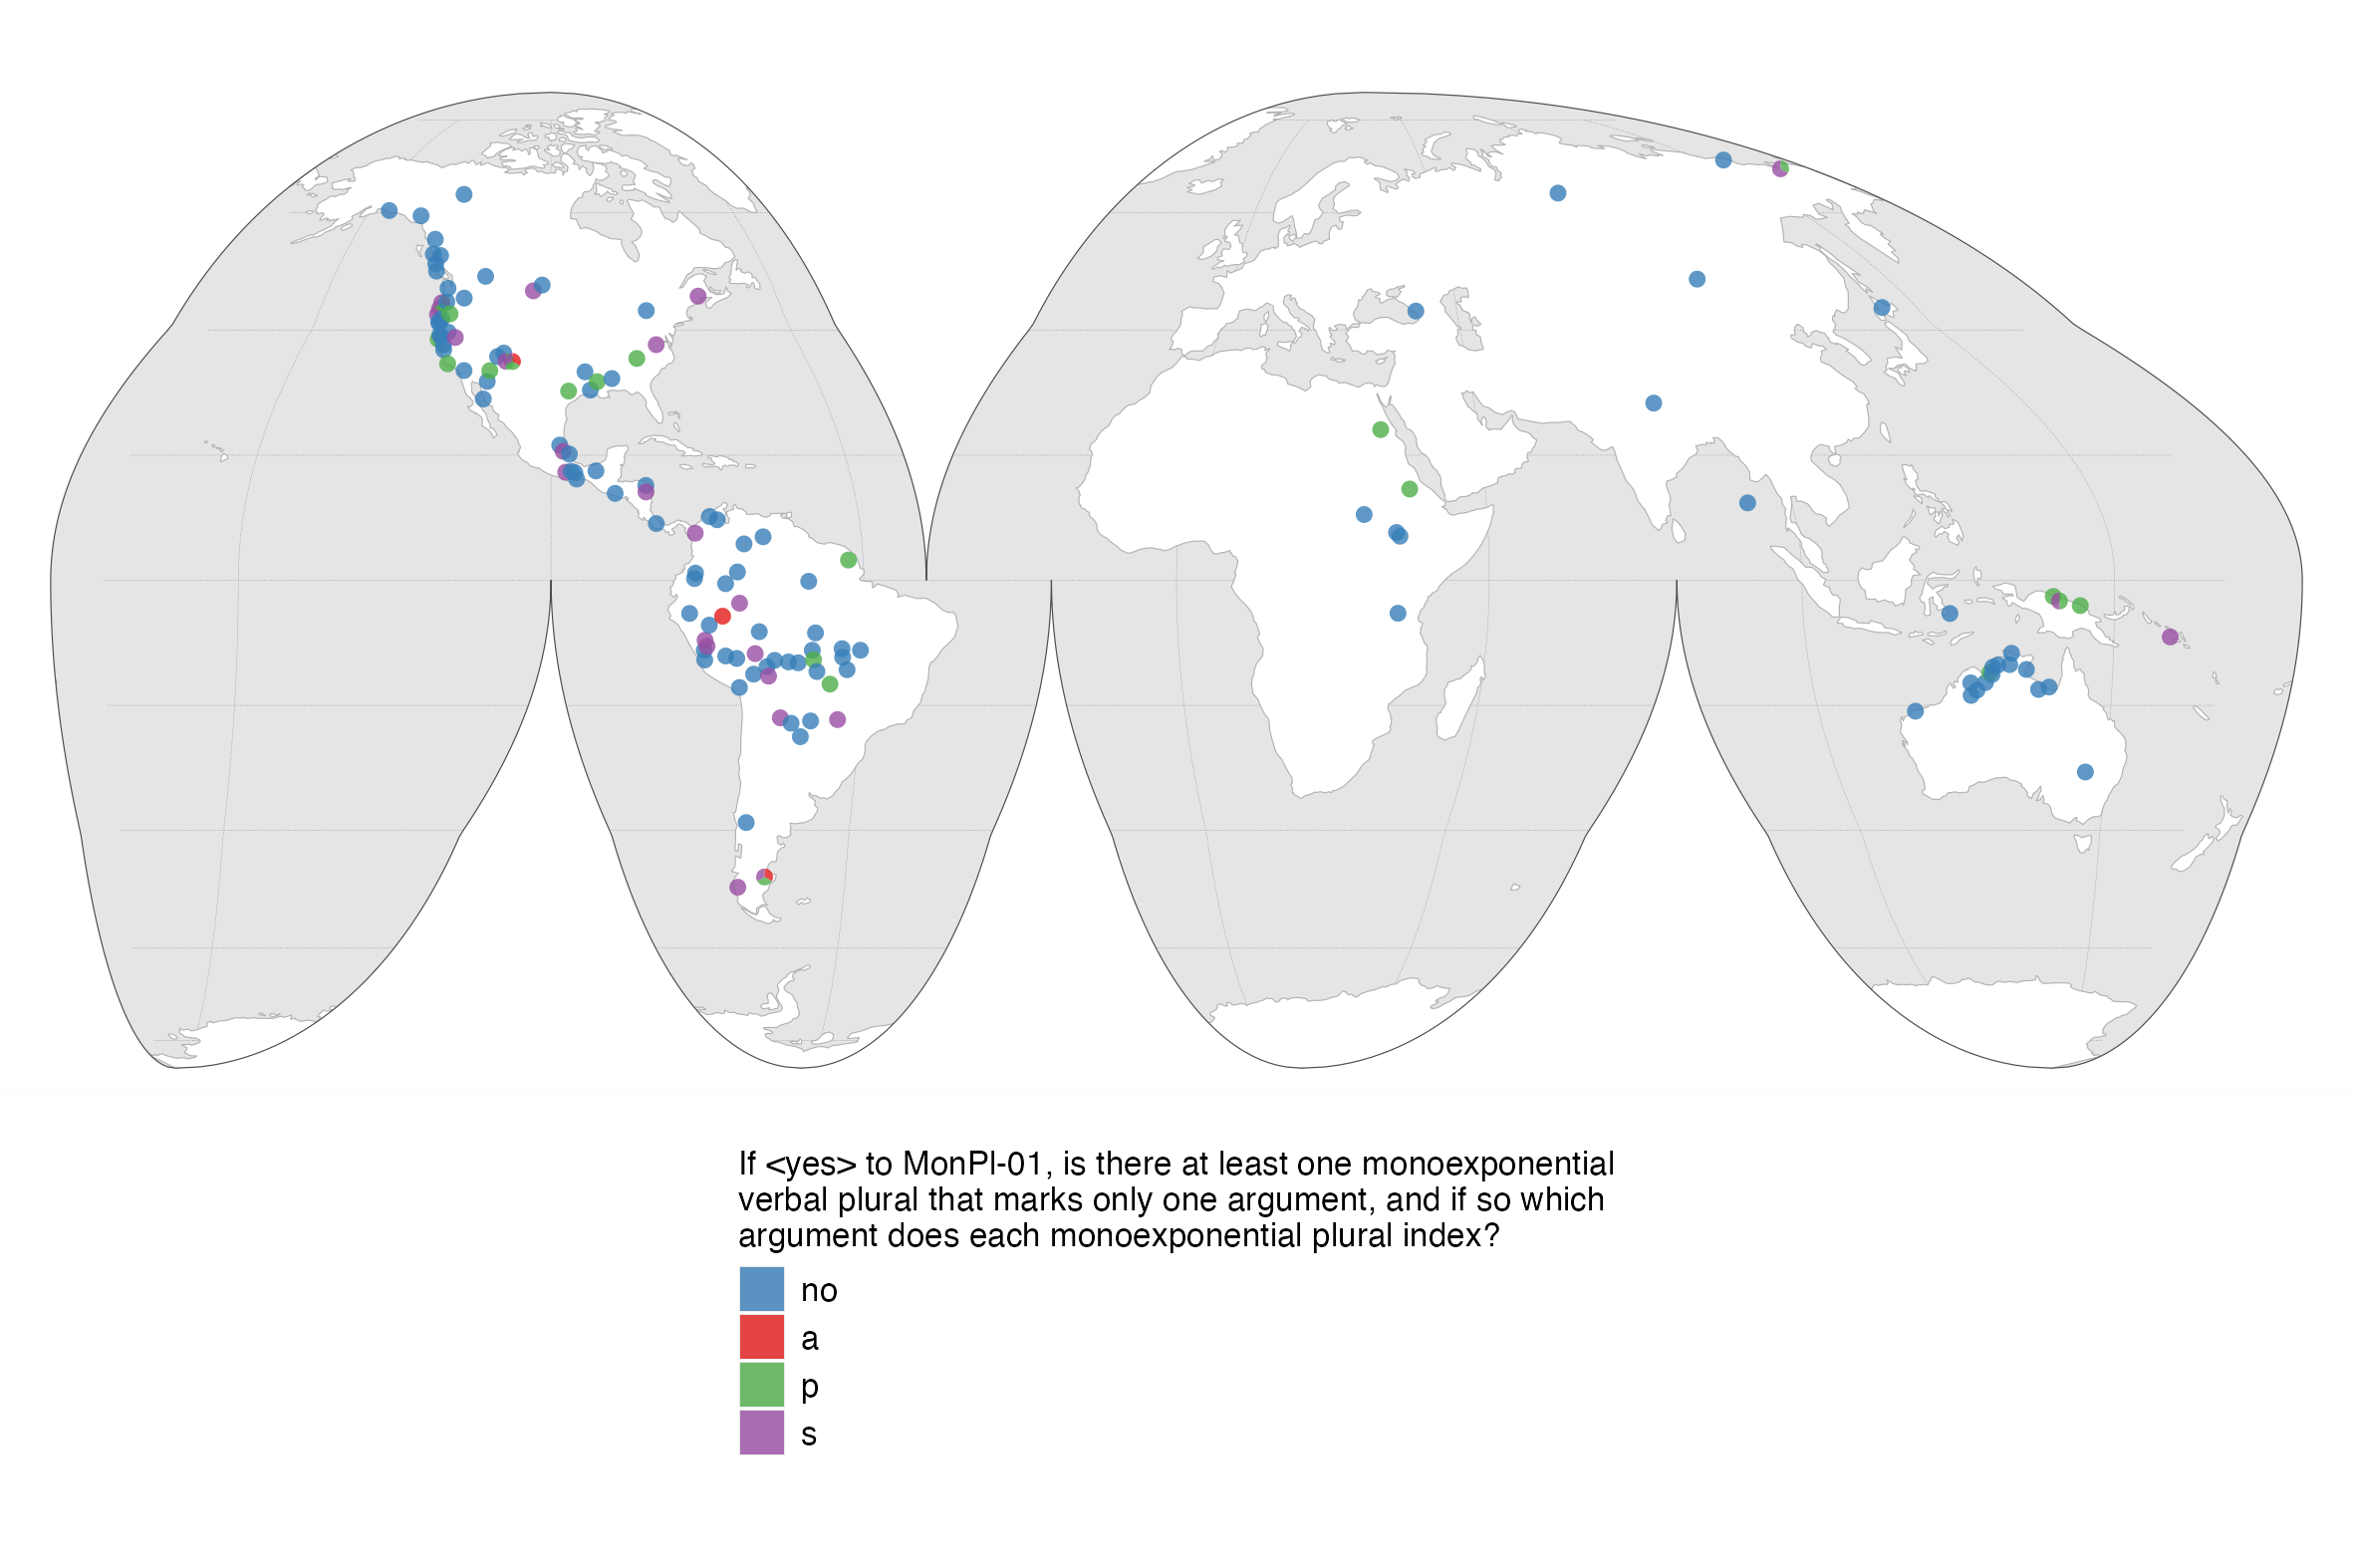 If <yes> to MonPl-01, is there at least one monoexponential
verbal plural that marks only one argument, and if so which
argument does each monoexponential plural index?
no
a
p
s